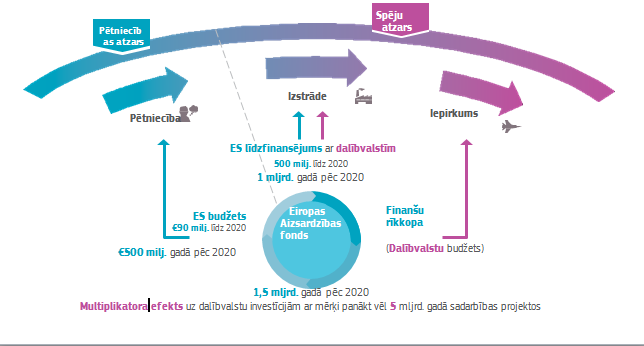 Pētniecīb
as atzars
Spēju
atzars
Pētniecība
Izstrāde
Iepirkums
ES līdzfinansējums ar dalībvalstīm
500 milj. līdz 2020
1 mljrd. gadā pēc 2020
ES budžets
€90 milj. līdz 2020
€500 milj. gadā pēc 2020
Eiropas
Aizsardzības
fonds
Finanšu
rīkkopa
(Dalībvalstu budžets)
1,5 mljrd. gadā pēc 2020
Multiplikatora efekts uz dalībvalstu investīcijām ar mērķi panākt vēl 5 mljrd. gadā sadarbības projektos